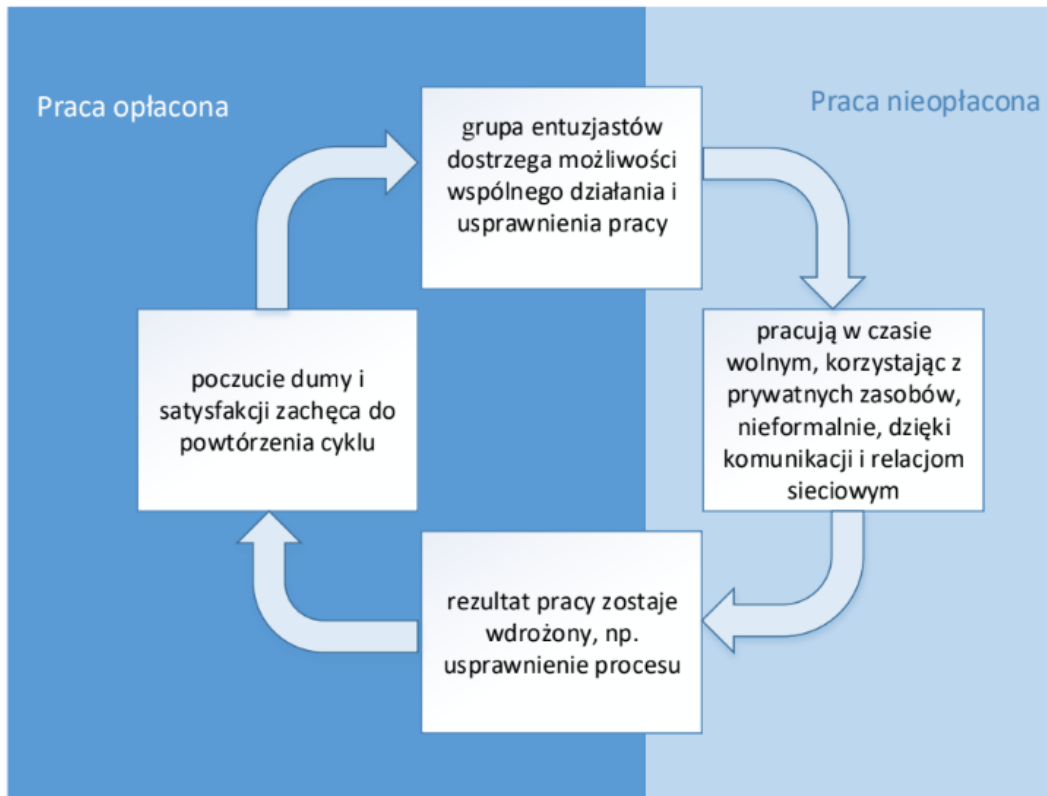 Praca opłacona
Praca nieopłacona
grupa entuzjastów
dostrzega możliwości
wspólnego działania i
usprawnienia pracy
pracują w czasie
wolnym, korzystając z
prywatnych zasobów,
nieformalnie, dzięki
komunikacji i relacjom
sieciowym
rezultat pracy zostaje
wdrożony, np.
usprawnienie procesu
poczucie dumy i
satysfakcji zachęca do
powtórzenia cyklu